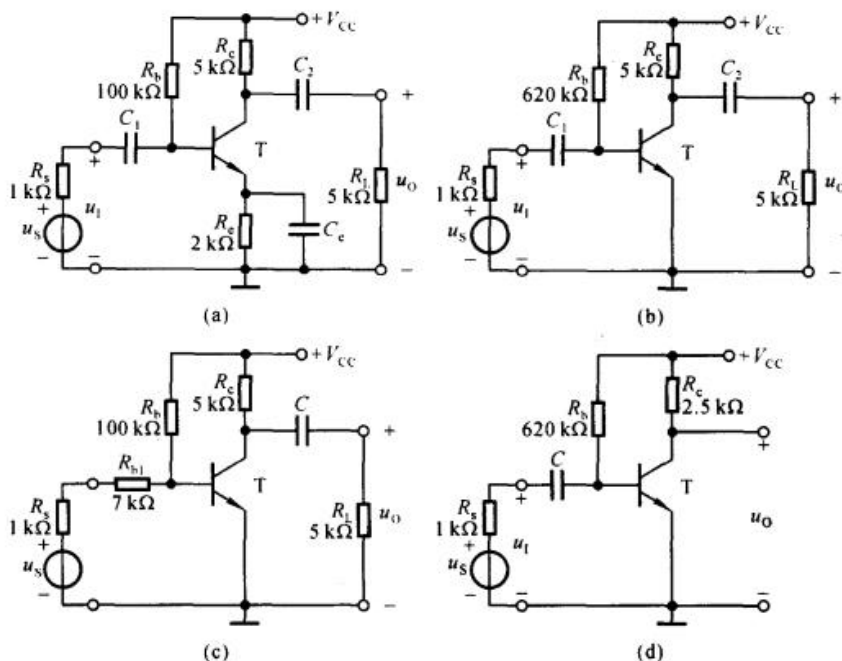 +V_CC
R_c
5 kΩ
R_b
100 kΩ
C_2
C_1
T
+
+
R_s
1 kΩ
+
u_I
u_S
−
−
R_e
2 kΩ
C_e
R_L
5 kΩ
u_O
−
(a)
+V_CC
R_c
5 kΩ
R_b
620 kΩ
C_2
C_1
T
+
+
R_s
1 kΩ
+
u_I
u_S
−
−
R_L
5 kΩ
u_O
−
(b)
+V_CC
R_c
5 kΩ
R_b
100 kΩ
C
R_b1
7 kΩ
T
+
R_s
1 kΩ
+
u_S
−
R_L
5 kΩ
u_O
−
(c)
+V_CC
R_c
2.5 kΩ
R_b
620 kΩ
C
T
+
+
R_s
1 kΩ
+
u_I
u_S
−
−
u_O
−
(d)